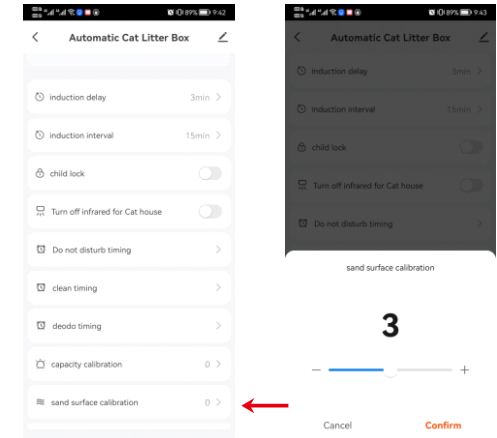 89% 9:42
Automatic Cat Litter Box
induction delay 3min >
induction interval 15min >
child lock
Turn off infrared for Cat house
Do not disturb timing >
clean timing >
deodo timing >
capacity calibration 0 >
sand surface calibration 0 >
89% 9:43
Automatic Cat Litter Box
induction delay 3min >
induction interval 15min >
child lock
Turn off infrared for Cat house
Do not disturb timing >
sand surface calibration
3
− +
Cancel Confirm